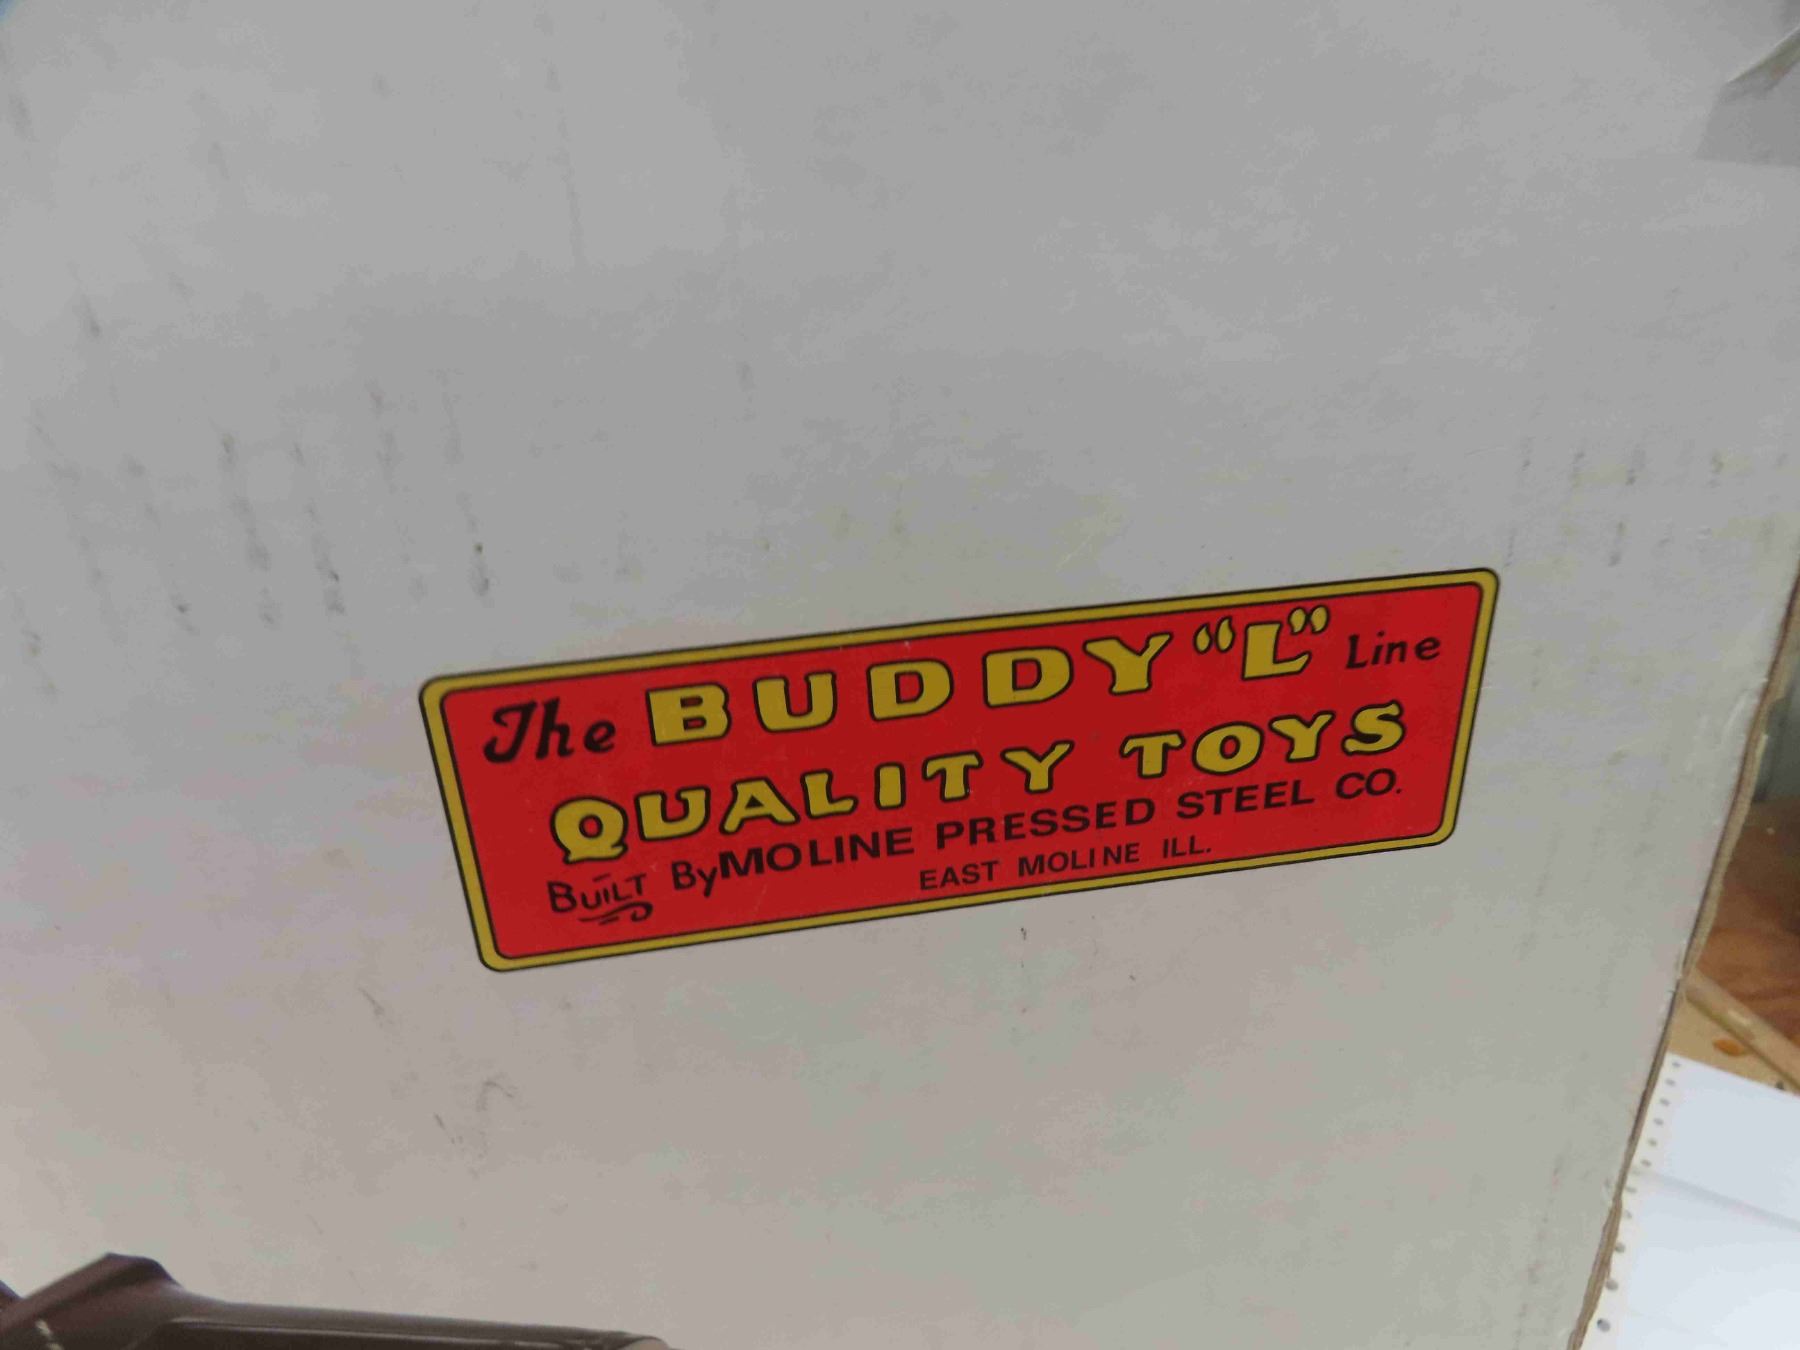 The BUDDY “L” Line
QUALITY TOYS
BUILT By MOLINE PRESSED STEEL CO.
EAST MOLINE ILL.